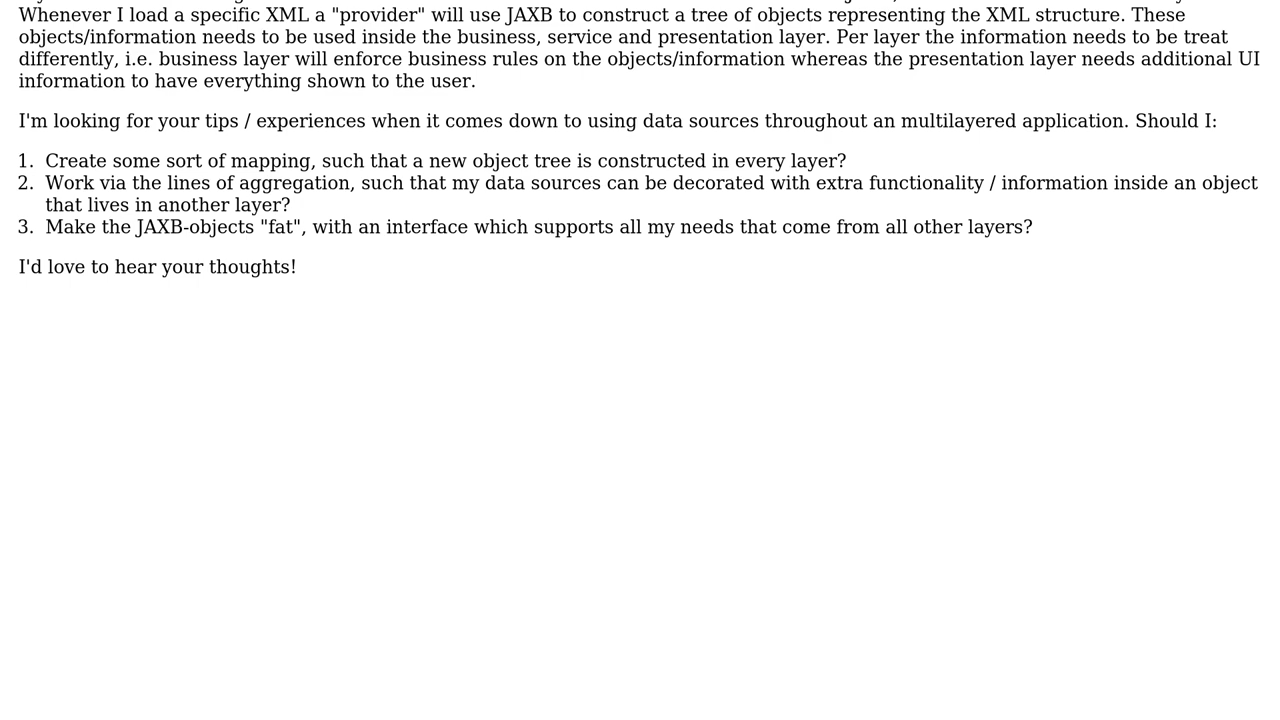 Whenever I load a specific XML a "provider" will use JAXB to construct a tree of objects representing the XML structure. These
objects/information needs to be used inside the business, service and presentation layer. Per layer the information needs to be treat
differently, i.e. business layer will enforce business rules on the objects/information whereas the presentation layer needs additional UI
information to have everything shown to the user.
I'm looking for your tips / experiences when it comes down to using data sources throughout an multilayered application. Should I:
1. Create some sort of mapping, such that a new object tree is constructed in every layer?
2. Work via the lines of aggregation, such that my data sources can be decorated with extra functionality / information inside an object
that lives in another layer?
3. Make the JAXB-objects "fat", with an interface which supports all my needs that come from all other layers?
I'd love to hear your thoughts!